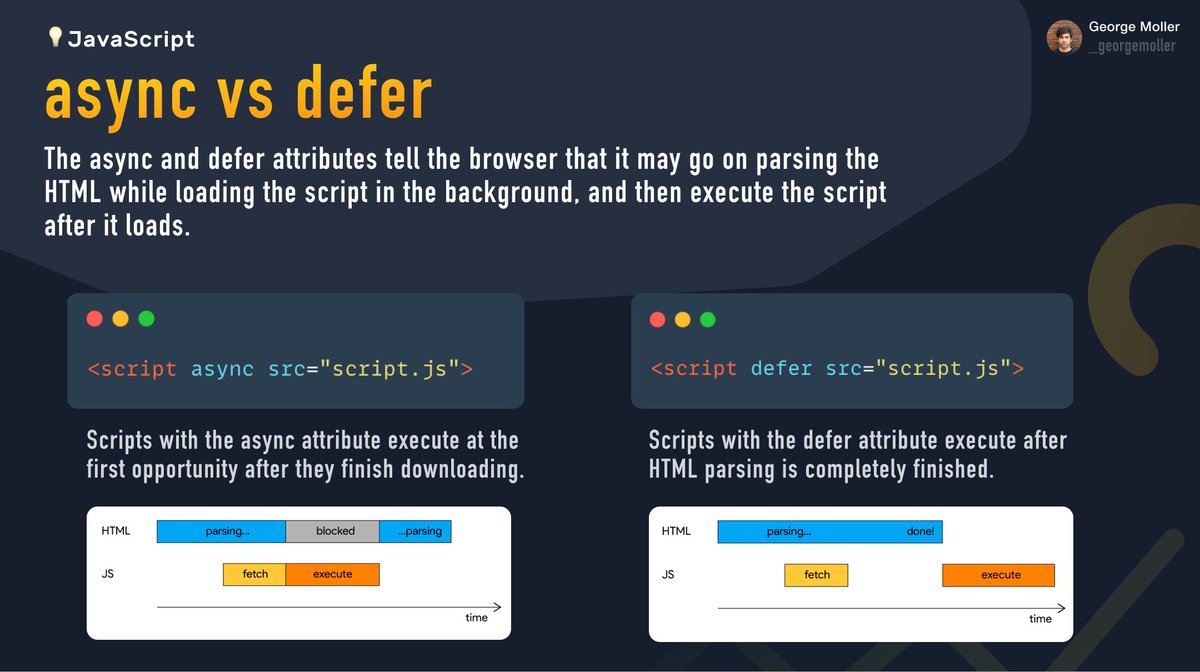 JavaScript
George Moller
_georgemoller
async vs defer
The async and defer attributes tell the browser that it may go on parsing the
HTML while loading the script in the background, and then execute the script
after it loads.
<script async src="script.js">
Scripts with the async attribute execute at the
first opportunity after they finish downloading.
HTML parsing... blocked ...parsing
JS fetch execute
time
<script defer src="script.js">
Scripts with the defer attribute execute after
HTML parsing is completely finished.
HTML parsing... done!
JS fetch execute
time